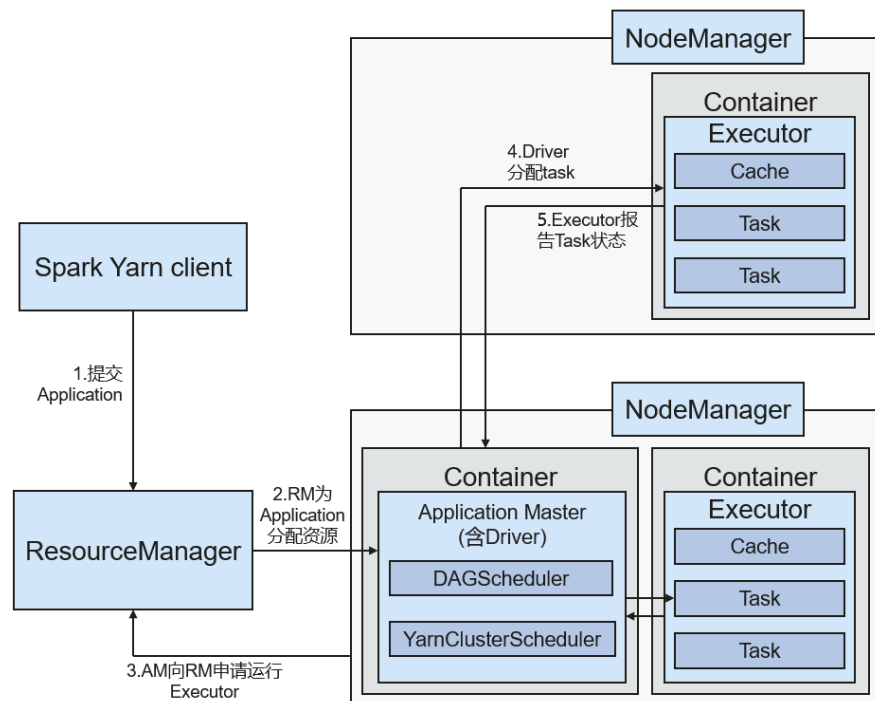 NodeManager
Container
Executor
Cache
Task
Task
4.Driver
分配task
5.Executor报
告Task状态
Spark Yarn client
1.提交
Application
ResourceManager
2.RM为
Application
分配资源
3.AM向RM申请运行
Executor
NodeManager
Container
Application Master
(含Driver)
DAGScheduler
YarnClusterScheduler
Container
Executor
Cache
Task
Task